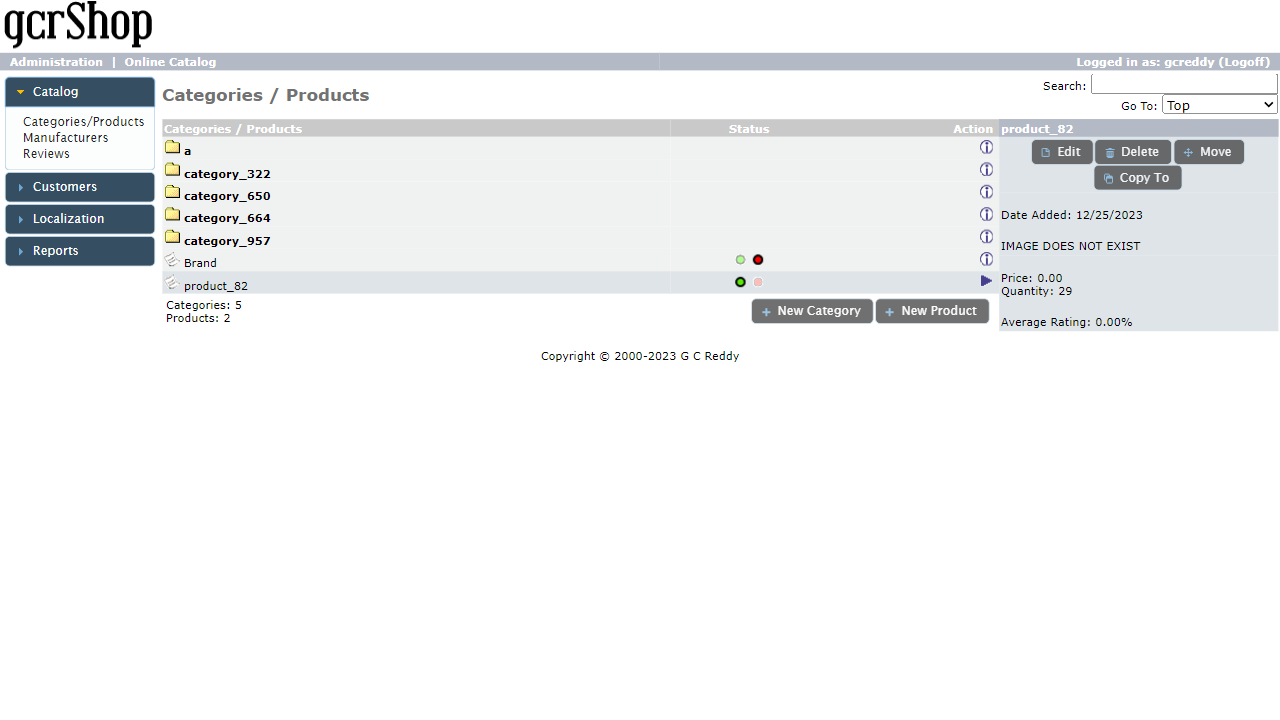 gcrShop
Administration | Online Catalog
Logged in as: gcreddy (Logoff)
Catalog
Categories/Products
Manufacturers
Reviews
Customers
Localization
Reports
Categories / Products
Search:
Go To: Top
Categories / Products Status Action
a
category_322
category_650
category_664
category_957
Brand
product_82
Categories: 5
Products: 2
New Category New Product
product_82
Edit Delete Move
Copy To
Date Added: 12/25/2023
IMAGE DOES NOT EXIST
Price: 0.00
Quantity: 29
Average Rating: 0.00%
Copyright © 2000-2023 G C Reddy